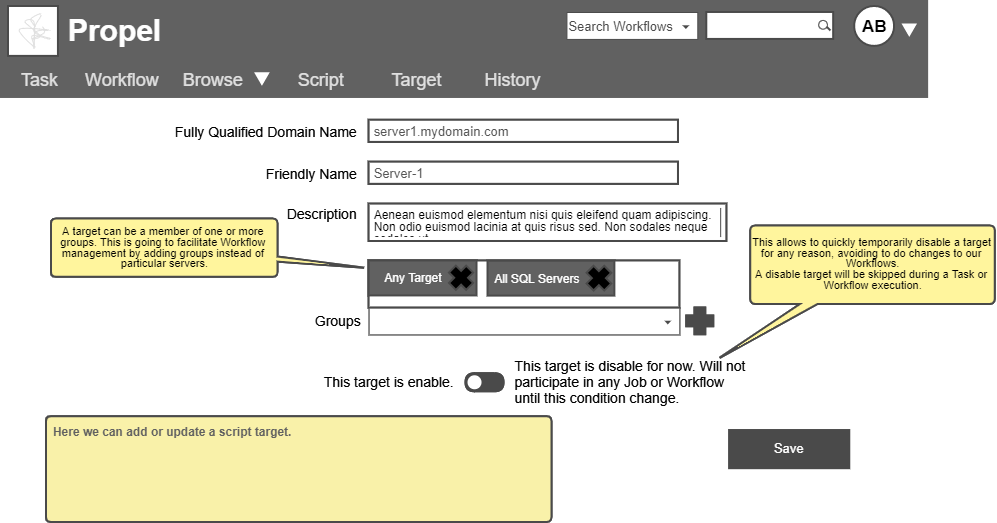 Propel
Search Workflows
AB
Task
Workflow
Browse
Script
Target
History
Fully Qualified Domain Name
server1.mydomain.com
Friendly Name
Server-1
Description
Aenean euismod elementum nisi quis eleifend quam adipiscing.
Non odio euismod lacinia at quis risus sed. Non sodales neque
sodales ut
A target can be a member of one or more
groups. This is going to facilitate Workflow
management by adding groups instead of
particular servers.
This allows to quickly temporarily disable a target
for any reason, avoiding to do changes to our
Workflows.
A disable target will be skipped during a Task or
Workflow execution.
Any Target
All SQL Servers
Groups
This target is enable.
This target is disable for now. Will not
participate in any Job or Workflow
until this condition change.
Here we can add or update a script target.
Save